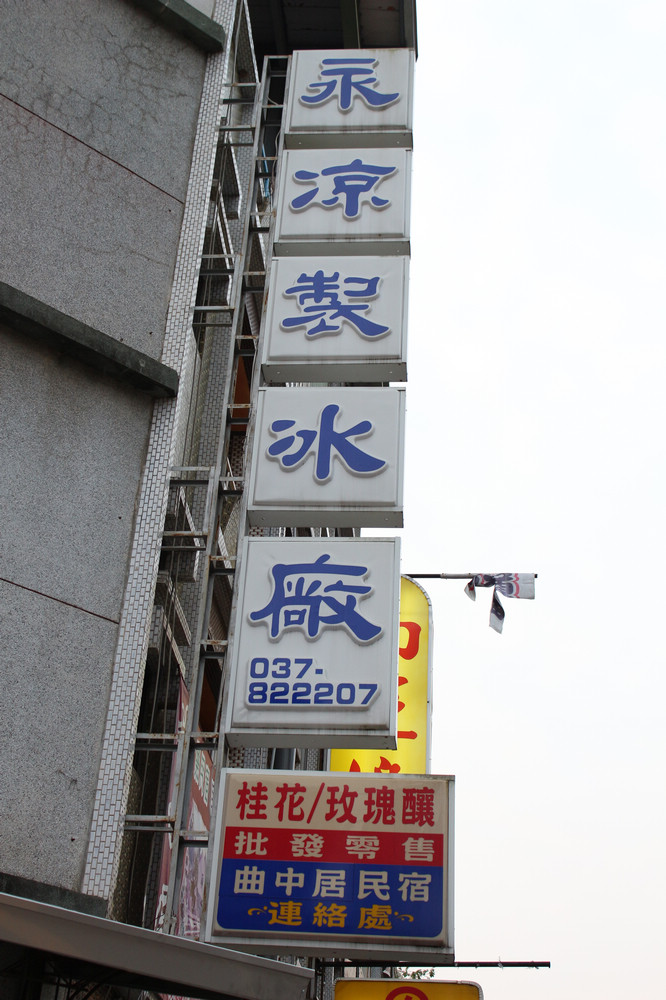 永涼製冰廠
037-
822207
桂花/玫瑰釀
批發零售
曲中居民宿
連絡處